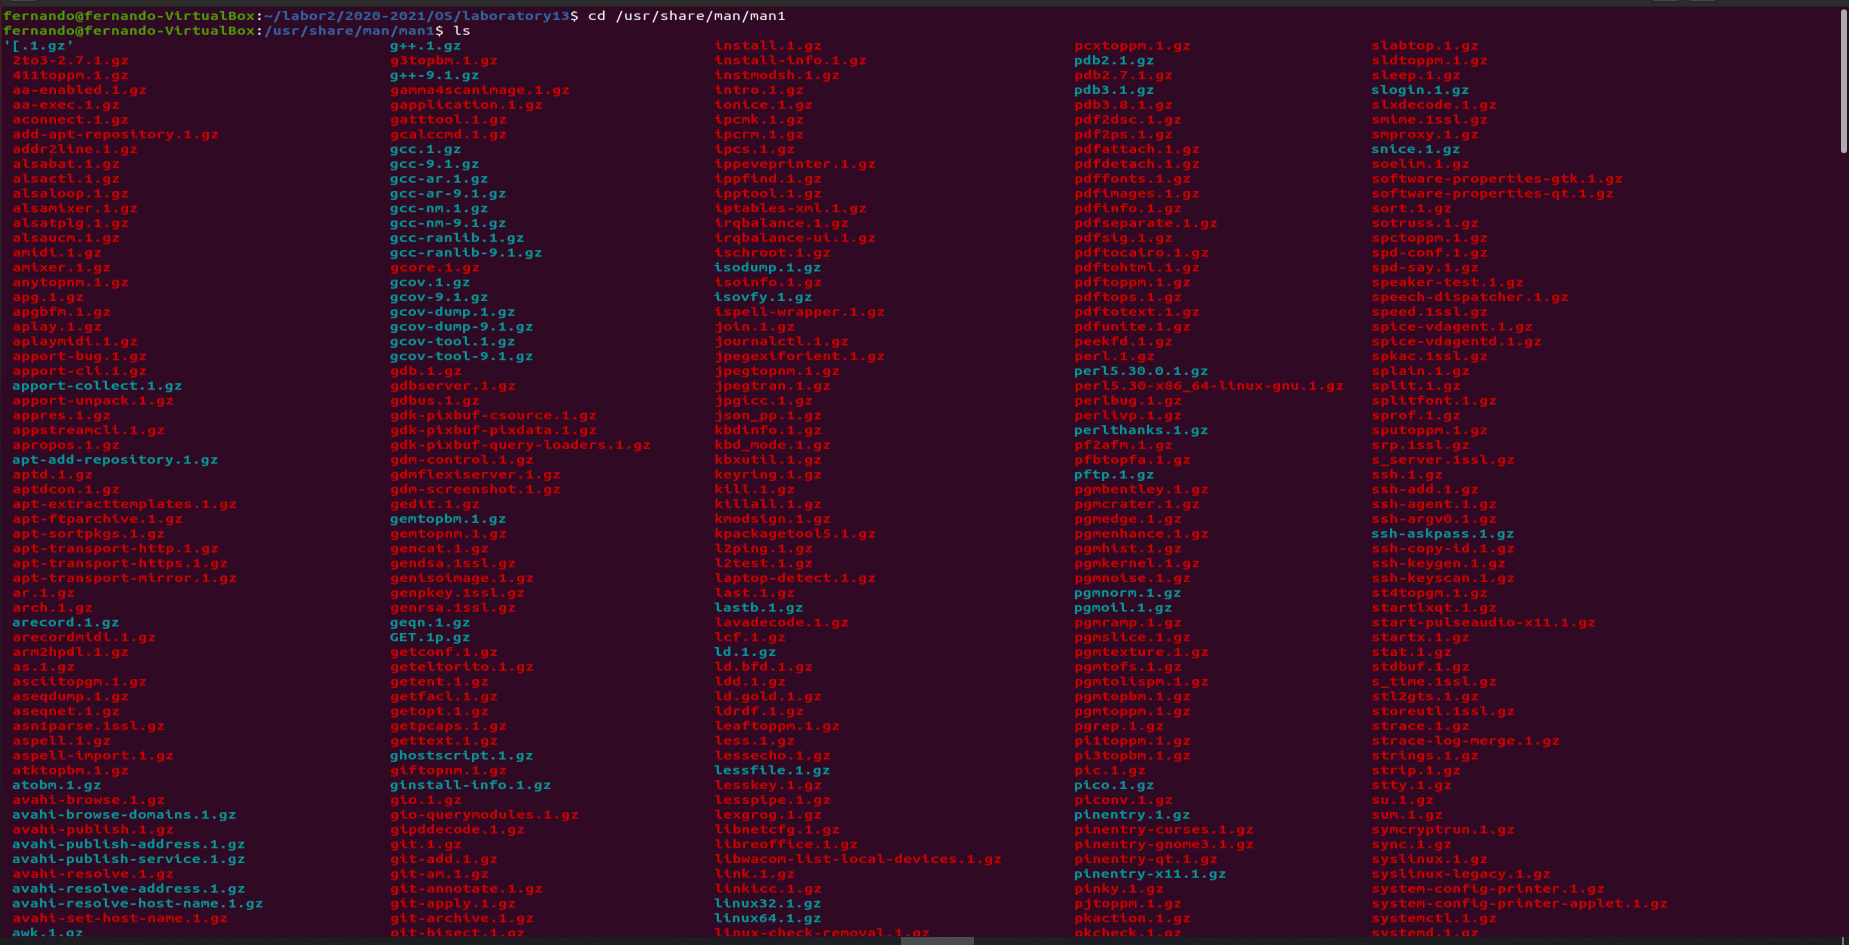 fernando@fernando-VirtualBox:~/labor2/2020-2021/OS/laboratory13$ cd /usr/share/man/man1
fernando@fernando-VirtualBox:/usr/share/man/man1$ ls
'[.1.gz' g++.1.gz install.1.gz pcxtoppm.1.gz slabtop.1.gz
2to3-2.7.1.gz g3topbm.1.gz install-info.1.gz pdb2.1.gz sldtoppm.1.gz
411toppm.1.gz g++-9.1.gz instmodsh.1.gz pdb2.7.1.gz sleep.1.gz
aa-enabled.1.gz gamma4scanimage.1.gz intro.1.gz pdb3.1.gz slogin.1.gz
aa-exec.1.gz gapplication.1.gz ionice.1.gz pdb3.8.1.gz slxdecode.1.gz
aconnect.1.gz gatttool.1.gz ipcmk.1.gz pdf2dsc.1.gz smime.1ssl.gz
add-apt-repository.1.gz gcalccmd.1.gz ipcrm.1.gz pdf2ps.1.gz smproxy.1.gz
addr2line.1.gz gcc.1.gz ipcs.1.gz pdfattach.1.gz snice.1.gz
alsabat.1.gz gcc-9.1.gz ippeveprinter.1.gz pdfdetach.1.gz soelim.1.gz
alsactl.1.gz gcc-ar.1.gz ippfind.1.gz pdffonts.1.gz software-properties-gtk.1.gz
alsaloop.1.gz gcc-ar-9.1.gz ipptool.1.gz pdfimages.1.gz software-properties-qt.1.gz
alsamixer.1.gz gcc-nm.1.gz iptables-xml.1.gz pdfinfo.1.gz sort.1.gz
alsatplg.1.gz gcc-nm-9.1.gz irqbalance.1.gz pdfseparate.1.gz sotruss.1.gz
alsaucm.1.gz gcc-ranlib.1.gz irqbalance-ui.1.gz pdfsig.1.gz spctoppm.1.gz
amidi.1.gz gcc-ranlib-9.1.gz ischroot.1.gz pdftocairo.1.gz spd-conf.1.gz
amixer.1.gz gcore.1.gz isodump.1.gz pdftohtml.1.gz spd-say.1.gz
anytopnm.1.gz gcov.1.gz isoinfo.1.gz pdftoppm.1.gz speaker-test.1.gz
apg.1.gz gcov-9.1.gz isovfy.1.gz pdftops.1.gz speech-dispatcher.1.gz
apgbfm.1.gz gcov-dump.1.gz ispell-wrapper.1.gz pdftotext.1.gz speed.1ssl.gz
aplay.1.gz gcov-dump-9.1.gz join.1.gz pdfunite.1.gz spice-vdagent.1.gz
aplaymidi.1.gz gcov-tool.1.gz journalctl.1.gz peekfd.1.gz spice-vdagentd.1.gz
apport-bug.1.gz gcov-tool-9.1.gz jpegexiforient.1.gz perl.1.gz spkac.1ssl.gz
apport-cli.1.gz gdb.1.gz jpegtopnm.1.gz perl5.30.0.1.gz splain.1.gz
apport-collect.1.gz gdbserver.1.gz jpegtran.1.gz perl5.30-x86_64-linux-gnu.1.gz split.1.gz
apport-unpack.1.gz gdbus.1.gz jpgicc.1.gz perlbug.1.gz splitfont.1.gz
appres.1.gz gdk-pixbuf-csource.1.gz json_pp.1.gz perlivp.1.gz sprof.1.gz
appstreamcli.1.gz gdk-pixbuf-pixdata.1.gz kbdinfo.1.gz perlthanks.1.gz sputoppm.1.gz
apropos.1.gz gdk-pixbuf-query-loaders.1.gz kbd_mode.1.gz pf2afm.1.gz srp.1ssl.gz
apt-add-repository.1.gz gdm-control.1.gz kbxutil.1.gz pfbtopfa.1.gz s_server.1ssl.gz
aptd.1.gz gdmflexiserver.1.gz keyring.1.gz pftp.1.gz ssh.1.gz
aptdcon.1.gz gdm-screenshot.1.gz kill.1.gz pgmbentley.1.gz ssh-add.1.gz
apt-extracttemplates.1.gz gedit.1.gz killall.1.gz pgmcrater.1.gz ssh-agent.1.gz
apt-ftparchive.1.gz gemtopbm.1.gz kmodsign.1.gz pgmedge.1.gz ssh-argv0.1.gz
apt-sortpkgs.1.gz gemtopnm.1.gz kpackagetool5.1.gz pgmenhance.1.gz ssh-askpass.1.gz
apt-transport-http.1.gz gencat.1.gz l2ping.1.gz pgmhist.1.gz ssh-copy-id.1.gz
apt-transport-https.1.gz gendsa.1ssl.gz l2test.1.gz pgmkernel.1.gz ssh-keygen.1.gz
apt-transport-mirror.1.gz genisoimage.1.gz laptop-detect.1.gz pgmnoise.1.gz ssh-keyscan.1.gz
ar.1.gz genpkey.1ssl.gz last.1.gz pgmnorm.1.gz st4topgm.1.gz
arch.1.gz genrsa.1ssl.gz lastb.1.gz pgmoil.1.gz startlxqt.1.gz
arecord.1.gz geqn.1.gz lavadecode.1.gz pgmramp.1.gz start-pulseaudio-x11.1.gz
arecordmidi.1.gz GET.1p.gz lcf.1.gz pgmslice.1.gz startx.1.gz
arm2hpdl.1.gz getconf.1.gz ld.1.gz pgmtexture.1.gz stat.1.gz
as.1.gz geteltorito.1.gz ld.bfd.1.gz pgmtofs.1.gz stdbuf.1.gz
asciitopgm.1.gz getent.1.gz ldd.1.gz pgmtolispm.1.gz s_time.1ssl.gz
aseqdump.1.gz getfacl.1.gz ld.gold.1.gz pgmtopbm.1.gz stl2gts.1.gz
aseqnet.1.gz getopt.1.gz ldrdf.1.gz pgmtoppm.1.gz storeutl.1ssl.gz
asn1parse.1ssl.gz getpcaps.1.gz leaftoppm.1.gz pgrep.1.gz strace.1.gz
aspell.1.gz gettext.1.gz less.1.gz pi1toppm.1.gz strace-log-merge.1.gz
aspell-import.1.gz ghostscript.1.gz lessecho.1.gz pi3topbm.1.gz strings.1.gz
atktopbm.1.gz giftopnm.1.gz lessfile.1.gz pic.1.gz strip.1.gz
atobm.1.gz ginstall-info.1.gz lesskey.1.gz pico.1.gz stty.1.gz
avahi-browse.1.gz gio.1.gz lesspipe.1.gz piconv.1.gz su.1.gz
avahi-browse-domains.1.gz gio-querymodules.1.gz lexgrog.1.gz pinentry.1.gz sum.1.gz
avahi-publish.1.gz gipddecode.1.gz libnetcfg.1.gz pinentry-curses.1.gz symcryptrun.1.gz
avahi-publish-address.1.gz git.1.gz libreoffice.1.gz pinentry-gnome3.1.gz sync.1.gz
avahi-publish-service.1.gz git-add.1.gz libwacom-list-local-devices.1.gz pinentry-qt.1.gz syslinux.1.gz
avahi-resolve.1.gz git-am.1.gz link.1.gz pinentry-x11.1.gz syslinux-legacy.1.gz
avahi-resolve-address.1.gz git-annotate.1.gz linkicc.1.gz pinky.1.gz system-config-printer.1.gz
avahi-resolve-host-name.1.gz git-apply.1.gz linux32.1.gz pjtoppm.1.gz system-config-printer-applet.1.gz
avahi-set-host-name.1.gz git-archive.1.gz linux64.1.gz pkaction.1.gz systemctl.1.gz
awk.1.gz git-bisect.1.gz linux-check-removal.1.gz pkcheck.1.gz systemd.1.gz